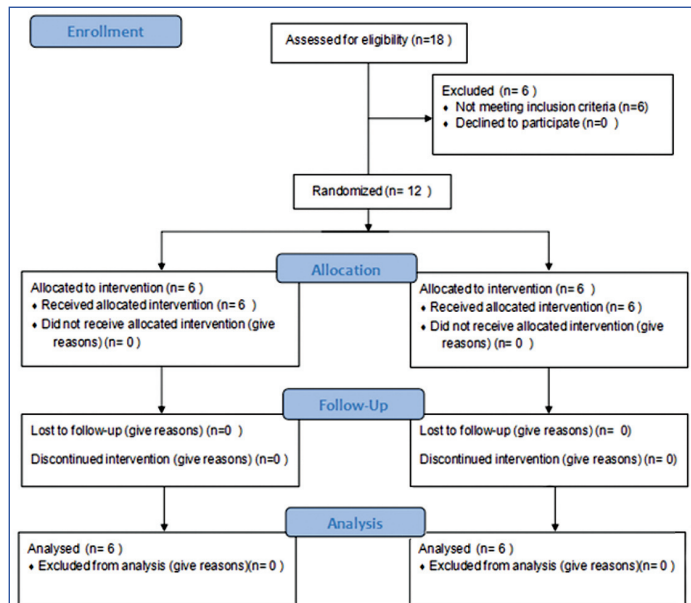 Enrollment
Assessed for eligibility (n=18 )
Excluded (n= 6 )
♦ Not meeting inclusion criteria (n=6)
♦ Declined to participate (n=0 )
Randomized (n= 12 )
Allocation
Allocated to intervention (n= 6 )
♦ Received allocated intervention (n= 6 )
♦ Did not receive allocated intervention (give
reasons) (n= 0 )
Allocated to intervention (n= 6 )
♦ Received allocated intervention (n= 6 )
♦ Did not receive allocated intervention (give
reasons) (n= 0 )
Follow-Up
Lost to follow-up (give reasons) (n=0 )
Discontinued intervention (give reasons) (n=0 )
Lost to follow-up (give reasons) (n= 0)
Discontinued intervention (give reasons) (n= 0)
Analysis
Analysed (n= 6 )
♦ Excluded from analysis (give reasons)(n= 0 )
Analysed (n= 6 )
♦ Excluded from analysis (give reasons)(n= 0 )